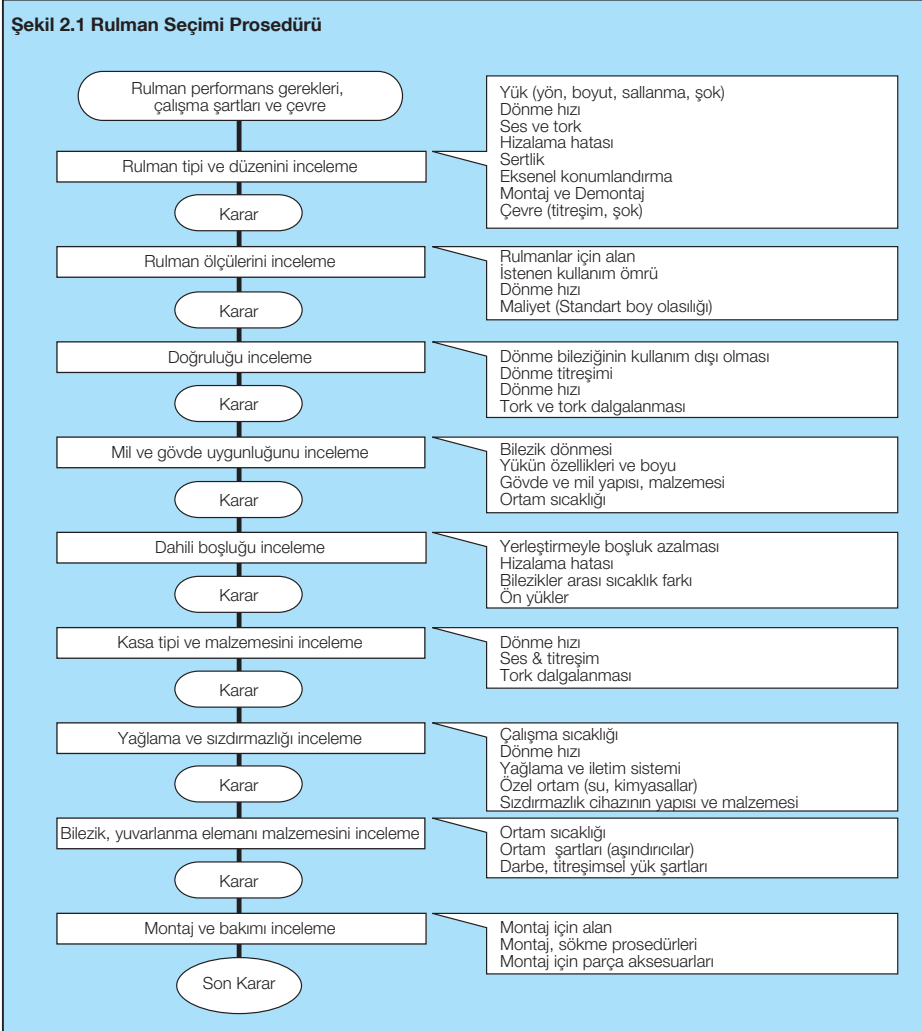 Şekil 2.1 Rulman Seçimi Prosedürü
Rulman performans gerekleri,
çalışma şartları ve çevre
Rulman tipi ve düzenini inceleme
Yük (yön, boyut, sallanma, şok)
Dönme hızı
Ses ve tork
Hizalama hatası
Sertlik
Eksenel konumlandırma
Montaj ve Demontaj
Çevre (titreşim, şok)
Karar
Rulman ölçülerini inceleme
Rulmanlar için alan
İstenen kullanım ömrü
Dönme hızı
Maliyet (Standart boy olasılığı)
Karar
Doğruluğu inceleme
Dönme bileziğinin kullanım dışı olması
Dönme titreşimi
Dönme hızı
Tork ve tork dalgalanması
Karar
Mil ve gövde uygunluğunu inceleme
Bilezik dönmesi
Yükün özellikleri ve boyu
Gövde ve mil yapısı, malzemesi
Ortam sıcaklığı
Karar
Dahili boşluğu inceleme
Yerleştirmeyle boşluk azalması
Hizalama hatası
Bilezikler arası sıcaklık farkı
Ön yükler
Karar
Kasa tipi ve malzemesini inceleme
Dönme hızı
Ses & titreşim
Tork dalgalanması
Karar
Yağlama ve sızdırmazlığı inceleme
Çalışma sıcaklığı
Dönme hızı
Yağlama ve iletim sistemi
Özel ortam (su, kimyasallar)
Sızdırmazlık cihazının yapısı ve malzemesi
Karar
Bilezik, yuvarlanma elemanı malzemesini inceleme
Ortam sıcaklığı
Ortam şartları (aşındırıcılar)
Darbe, titreşimsel yük şartları
Karar
Montaj ve bakımı inceleme
Montaj için alan
Montaj, sökme prosedürleri
Montaj için parça aksesuarları
Son Karar